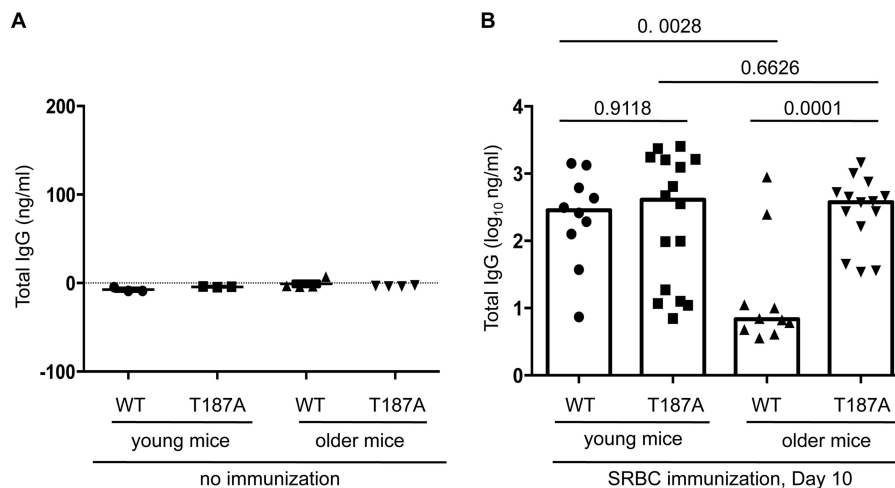 A
Total IgG (ng/ml)
200
100
0
-100
WT T187A WT T187A
young mice older mice
no immunization
B
0. 0028
0.6626
0.9118 0.0001
Total IgG (log10 ng/ml)
4
3
2
1
0
WT T187A WT T187A
young mice older mice
SRBC immunization, Day 10